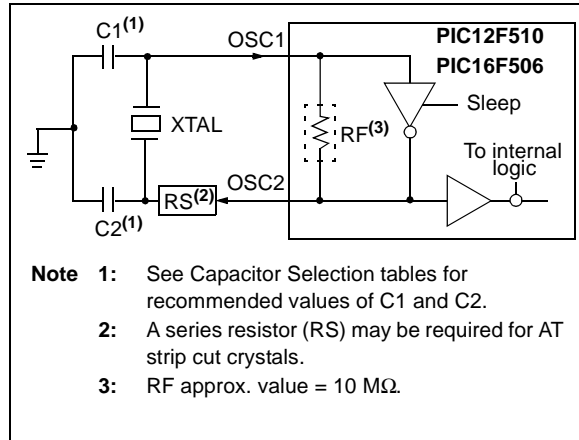 C1(1)
OSC1
PIC12F510
PIC16F506
Sleep
XTAL
RF(3)
To internal
logic
OSC2
RS(2)
C2(1)
Note 1: See Capacitor Selection tables for
recommended values of C1 and C2.
2: A series resistor (RS) may be required for AT
strip cut crystals.
3: RF approx. value = 10 MΩ.